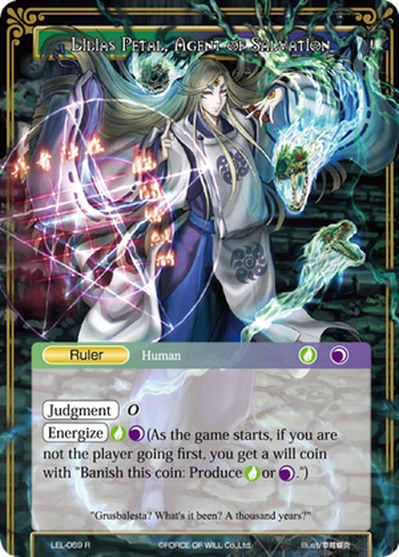 Lilias Petal, Agent of Salvation
Ruler Human
Judgment 0
Energize (As the game starts, if you are
not the player going first, you get a will coin
with "Banish this coin: Produce or .")
"Grusbalesta? What's it been? A thousand years?"
LEL-069 R ©FORCE OF WILL Co.,Ltd. Illust/